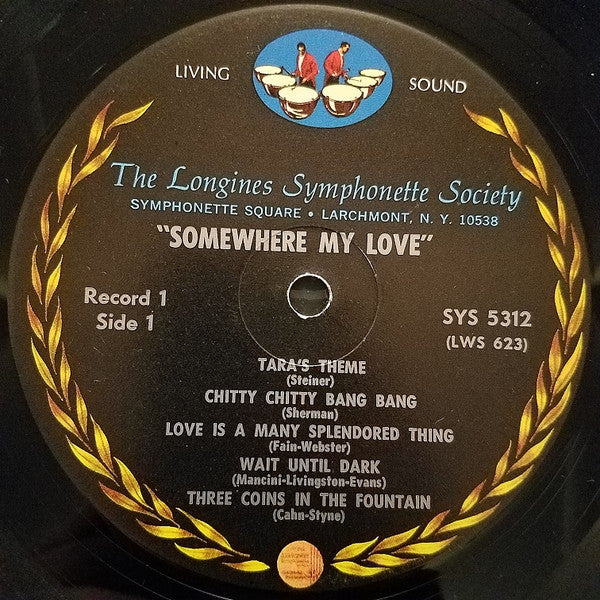 LIVING SOUND
The Longines Symphonette Society
SYMPHONETTE SQUARE • LARCHMONT, N. Y. 10538
"SOMEWHERE MY LOVE"
Record 1
Side 1
SYS 5312
(LWS 623)
TARA'S THEME
(Steiner)
CHITTY CHITTY BANG BANG
(Sherman)
LOVE IS A MANY SPLENDORED THING
(Fain-Webster)
WAIT UNTIL DARK
(Mancini-Livingston-Evans)
THREE COINS IN THE FOUNTAIN
(Cahn-Styne)